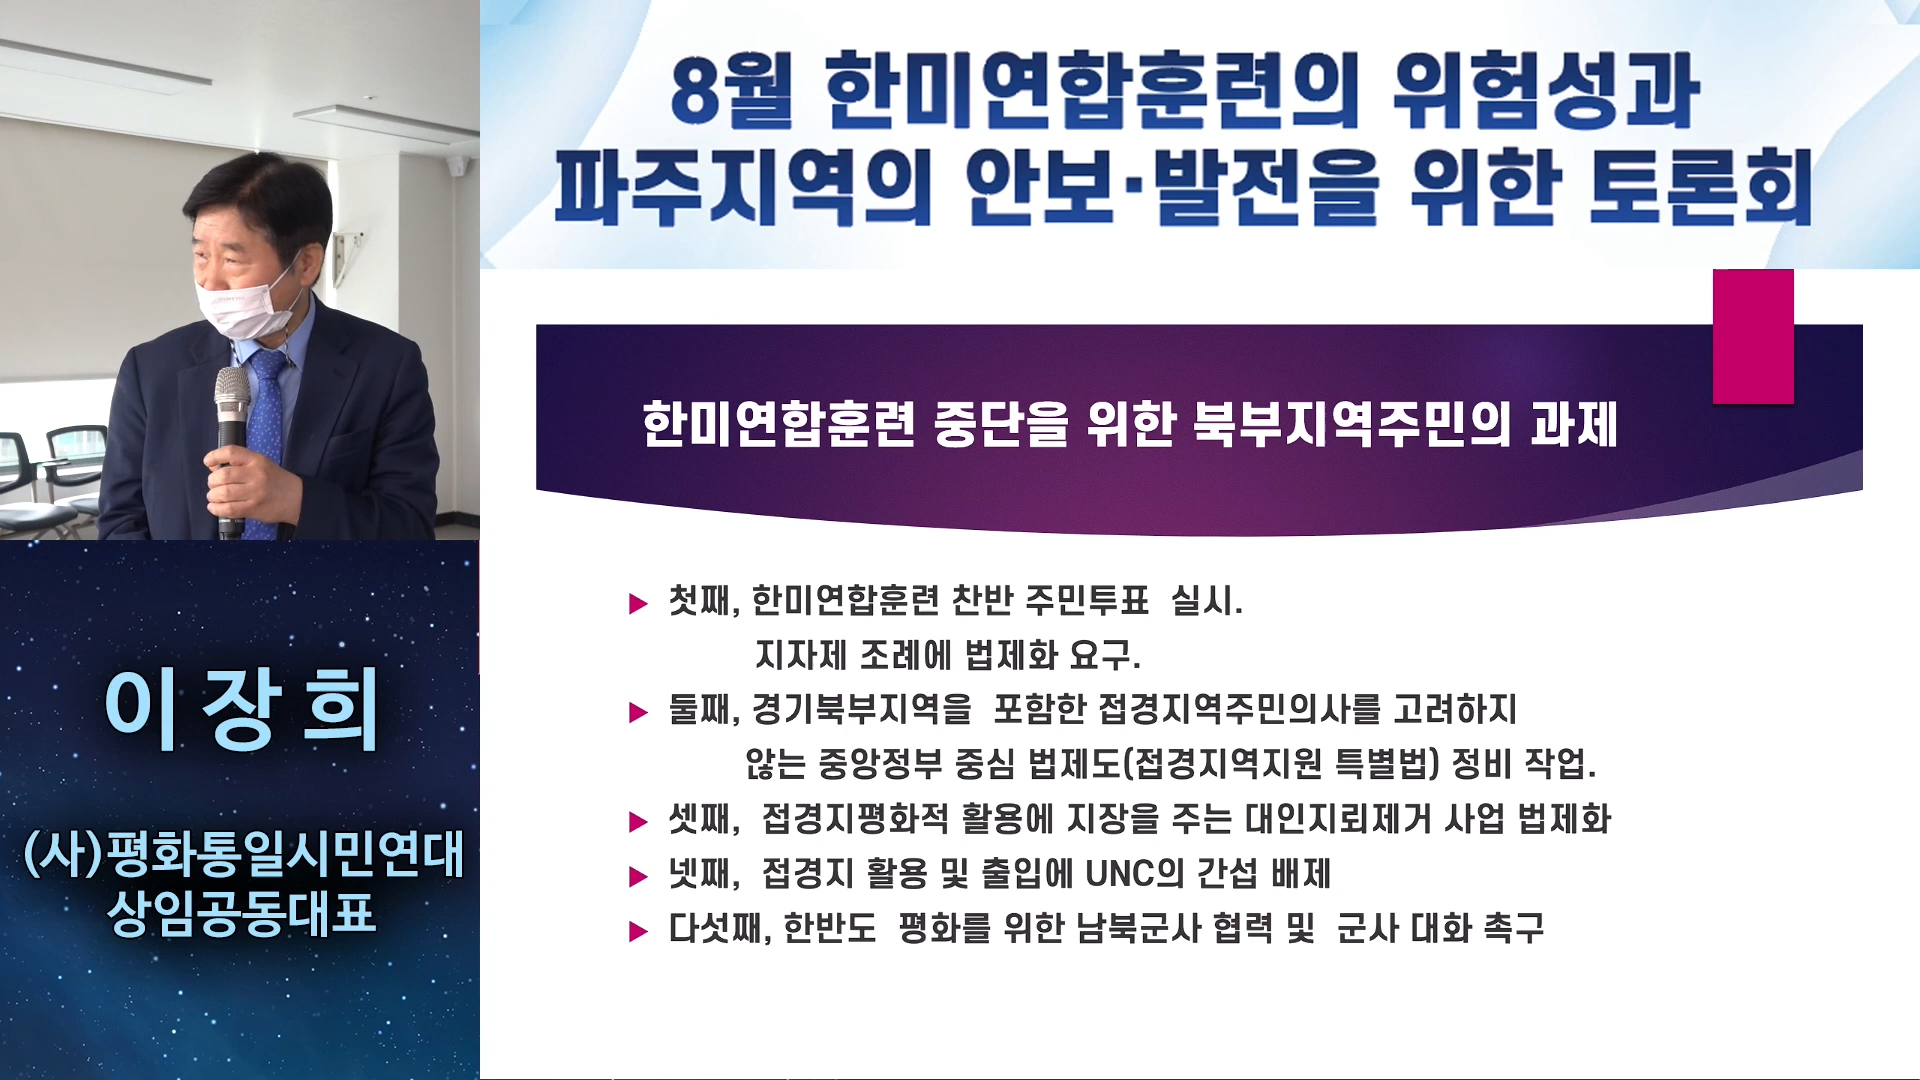 8월 한미연합훈련의 위험성과
파주지역의 안보·발전을 위한 토론회
한미연합훈련 중단을 위한 북부지역주민의 과제
▶ 첫째, 한미연합훈련 찬반 주민투표 실시.
지자제 조례에 법제화 요구.
▶ 둘째, 경기북부지역을 포함한 접경지역주민의사를 고려하지
않는 중앙정부 중심 법제도(접경지역지원 특별법) 정비 작업.
▶ 셋째, 접경지평화적 활용에 지장을 주는 대인지뢰제거 사업 법제화
▶ 넷째, 접경지 활용 및 출입에 UNC의 간섭 배제
▶ 다섯째, 한반도 평화를 위한 남북군사 협력 및 군사 대화 촉구
이장희
(사)평화통일시민연대
상임공동대표